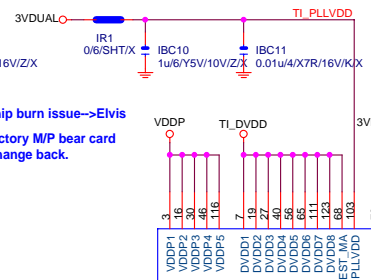 3VDUAL
TI_PLLVDD
IR1
0/6/SHT/X
IBC10
1u/6/Y5V/10V/Z/X
IBC11
0.01u/4/X7R/16V/K/X
16V/Z/X
hip burn issue-->Elvis
ctory M/P bear card
hange back.
VDDP
TI_DVDD
3V
3
16
30
46
116
7
19
27
40
56
65
111
123
68
103
VDDP1
VDDP2
VDDP3
VDDP4
VDDP5
DVDD1
DVDD2
DVDD3
DVDD4
DVDD5
DVDD6
DVDD7
DVDD8
EST_MA
PLLVDD